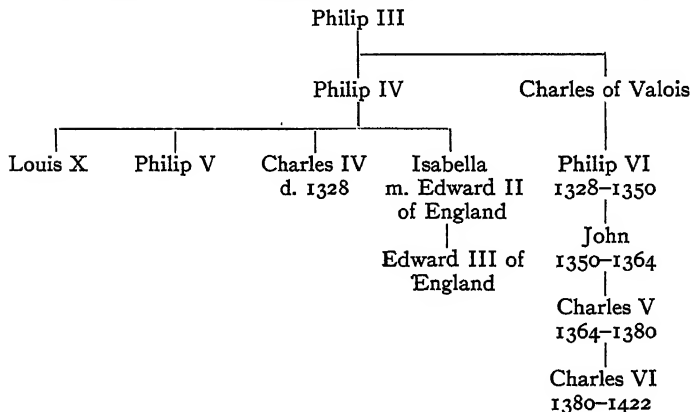 Philip III
Philip IV
Charles of Valois
Louis X
Philip V
Charles IV
d. 1328
Isabella
m. Edward II
of England
Edward III of
England
Philip VI
1328–1350
John
1350–1364
Charles V
1364–1380
Charles VI
1380–1422